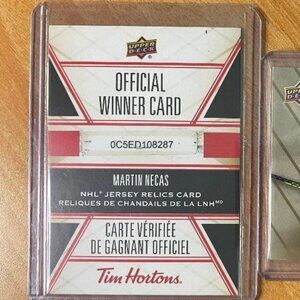 UPPER DECK
OFFICIAL
WINNER CARD
0C5ED108287
MARTIN NECAS
NHL® JERSEY RELICS CARD
RELIQUES DE CHANDAILS DE LA LNH MD
CARTE VÉRIFIÉE
DE GAGNANT OFFICIEL
Tim Hortons.